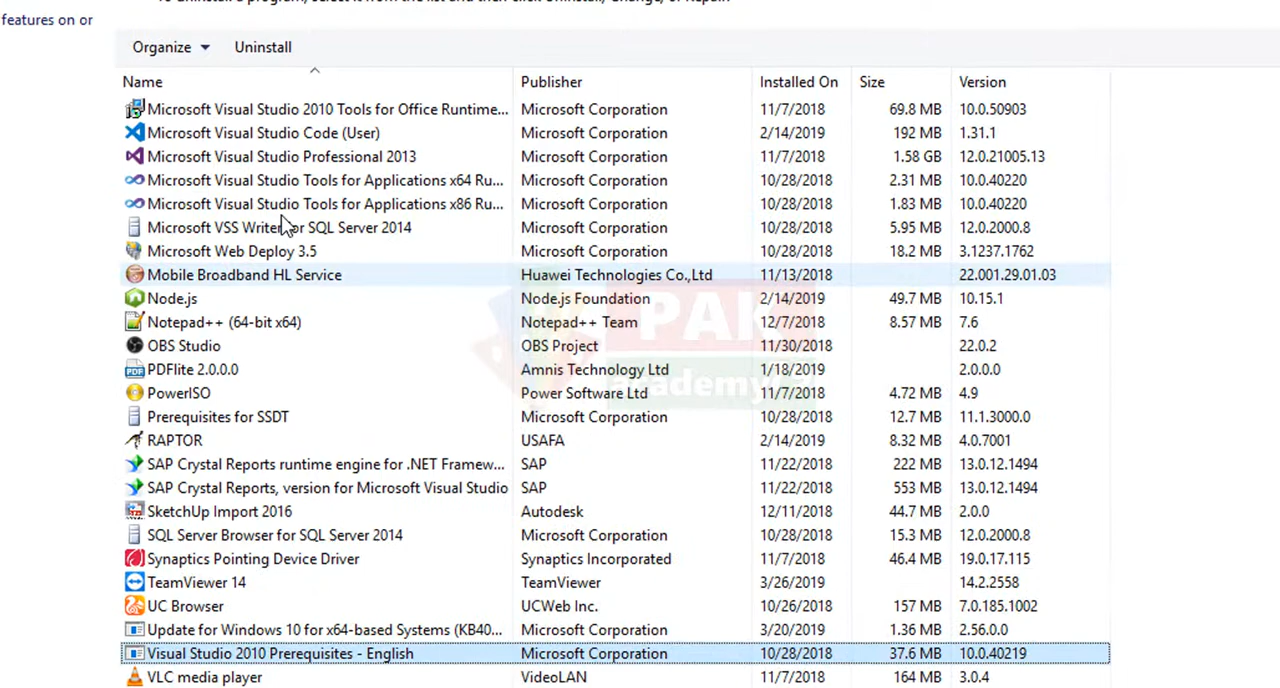 To uninstall a program, select it from the list and then click Uninstall, Change, or Repair.
features on or
Organize Uninstall
Name Publisher Installed On Size Version
Microsoft Visual Studio 2010 Tools for Office Runtime... Microsoft Corporation 11/7/2018 69.8 MB 10.0.50903
Microsoft Visual Studio Code (User) Microsoft Corporation 2/14/2019 192 MB 1.31.1
Microsoft Visual Studio Professional 2013 Microsoft Corporation 11/7/2018 1.58 GB 12.0.21005.13
Microsoft Visual Studio Tools for Applications x64 Ru... Microsoft Corporation 10/28/2018 2.31 MB 10.0.40220
Microsoft Visual Studio Tools for Applications x86 Ru... Microsoft Corporation 10/28/2018 1.83 MB 10.0.40220
Microsoft VSS Writer for SQL Server 2014 Microsoft Corporation 10/28/2018 5.95 MB 12.0.2000.8
Microsoft Web Deploy 3.5 Microsoft Corporation 10/28/2018 18.2 MB 3.1237.1762
Mobile Broadband HL Service Huawei Technologies Co.,Ltd 11/13/2018 22.001.29.01.03
Node.js Node.js Foundation 2/14/2019 49.7 MB 10.15.1
Notepad++ (64-bit x64) Notepad++ Team 12/7/2018 8.57 MB 7.6
OBS Studio OBS Project 11/30/2018 22.0.2
PDFlite 2.0.0.0 Amnis Technology Ltd 1/18/2019 2.0.0.0
PowerISO Power Software Ltd 11/7/2018 4.72 MB 4.9
Prerequisites for SSDT Microsoft Corporation 10/28/2018 12.7 MB 11.1.3000.0
RAPTOR USAFA 2/14/2019 8.32 MB 4.0.7001
SAP Crystal Reports runtime engine for .NET Framew... SAP 11/22/2018 222 MB 13.0.12.1494
SAP Crystal Reports, version for Microsoft Visual Studio SAP 11/22/2018 553 MB 13.0.12.1494
SketchUp Import 2016 Autodesk 12/11/2018 44.7 MB 2.0.0
SQL Server Browser for SQL Server 2014 Microsoft Corporation 10/28/2018 15.3 MB 12.0.2000.8
Synaptics Pointing Device Driver Synaptics Incorporated 11/7/2018 46.4 MB 19.0.17.115
TeamViewer 14 TeamViewer 3/26/2019 14.2.2558
UC Browser UCWeb Inc. 10/26/2018 157 MB 7.0.185.1002
Update for Windows 10 for x64-based Systems (KB40... Microsoft Corporation 3/20/2019 1.36 MB 2.56.0.0
Visual Studio 2010 Prerequisites - English Microsoft Corporation 10/28/2018 37.6 MB 10.0.40219
VLC media player VideoLAN 11/7/2018 164 MB 3.0.4
PAK
academy